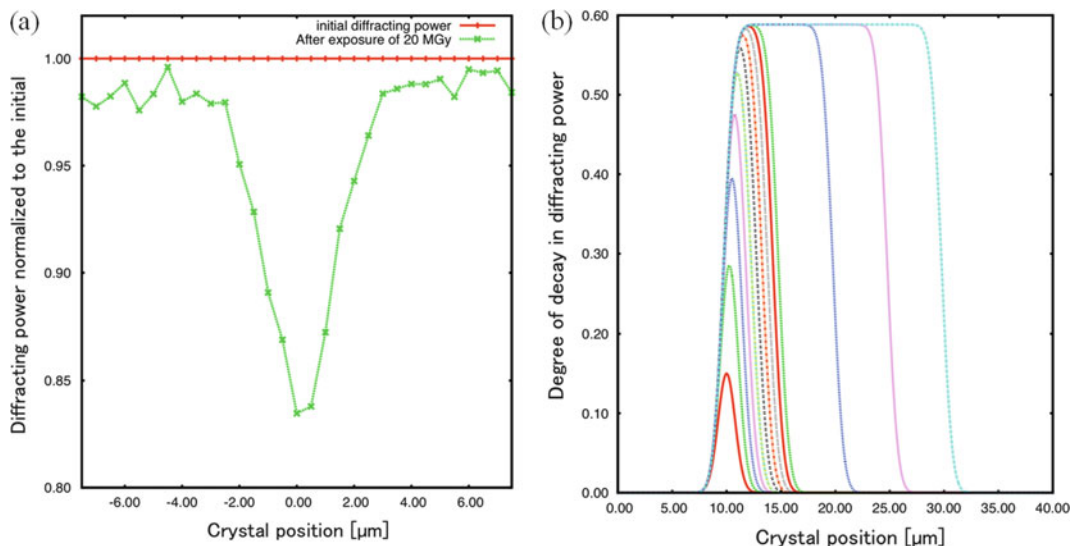 (a)
initial diffracting power
After exposure of 20 MGy
Diffracting power normalized to the initial
1.00
0.95
0.90
0.85
0.80
-6.00 -4.00 -2.00 0.00 2.00 4.00 6.00
Crystal position [µm]
(b)
Degree of decay in diffracting power
0.60
0.50
0.40
0.30
0.20
0.10
0.00
0.00 5.00 10.00 15.00 20.00 25.00 30.00 35.00 40.00
Crystal position [µm]